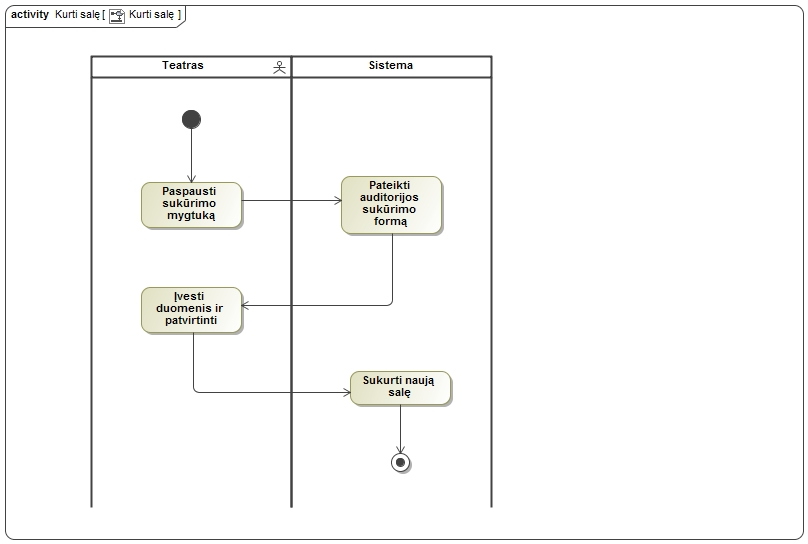 activity Kurti salę [ Kurti salę ]
Teatras
Sistema
Paspausti
sukūrimo
mygtuką
Pateikti
auditorijos
sukūrimo
formą
Įvesti
duomenis ir
patvirtinti
Sukurti naują
salę